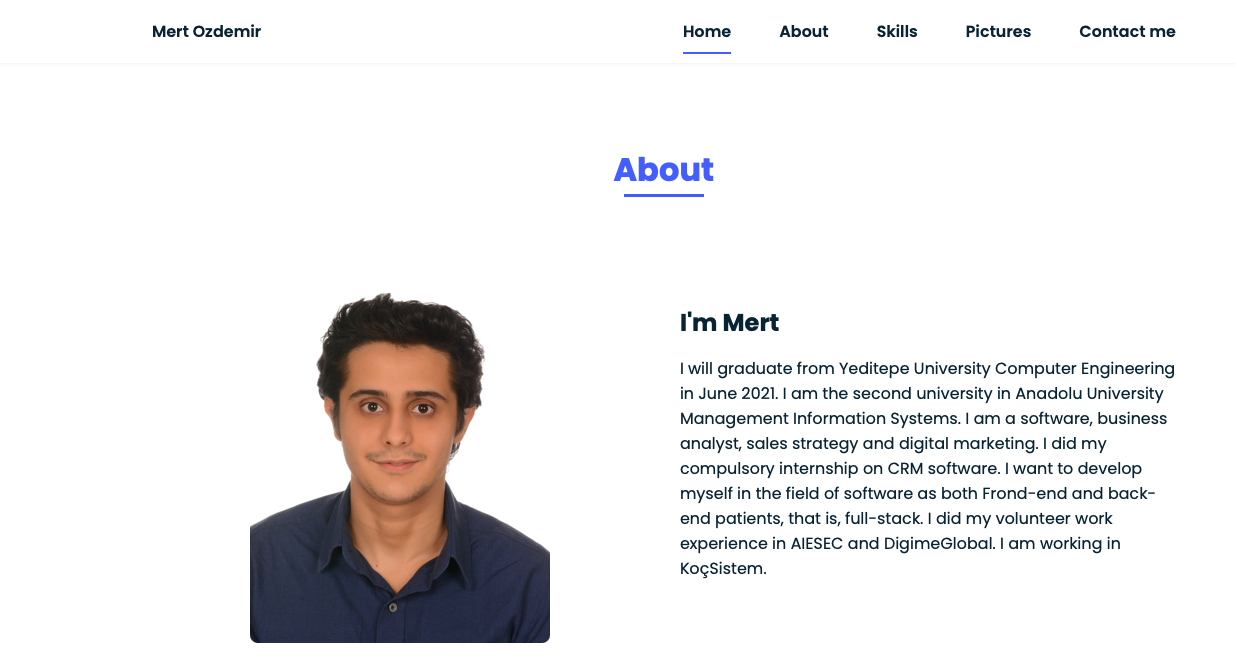 Mert Ozdemir
Home
About
Skills
Pictures
Contact me
About
I'm Mert
I will graduate from Yeditepe University Computer Engineering
in June 2021. I am the second university in Anadolu University
Management Information Systems. I am a software, business
analyst, sales strategy and digital marketing. I did my
compulsory internship on CRM software. I want to develop
myself in the field of software as both Frond-end and back-
end patients, that is, full-stack. I did my volunteer work
experience in AIESEC and DigimeGlobal. I am working in
KoçSistem.